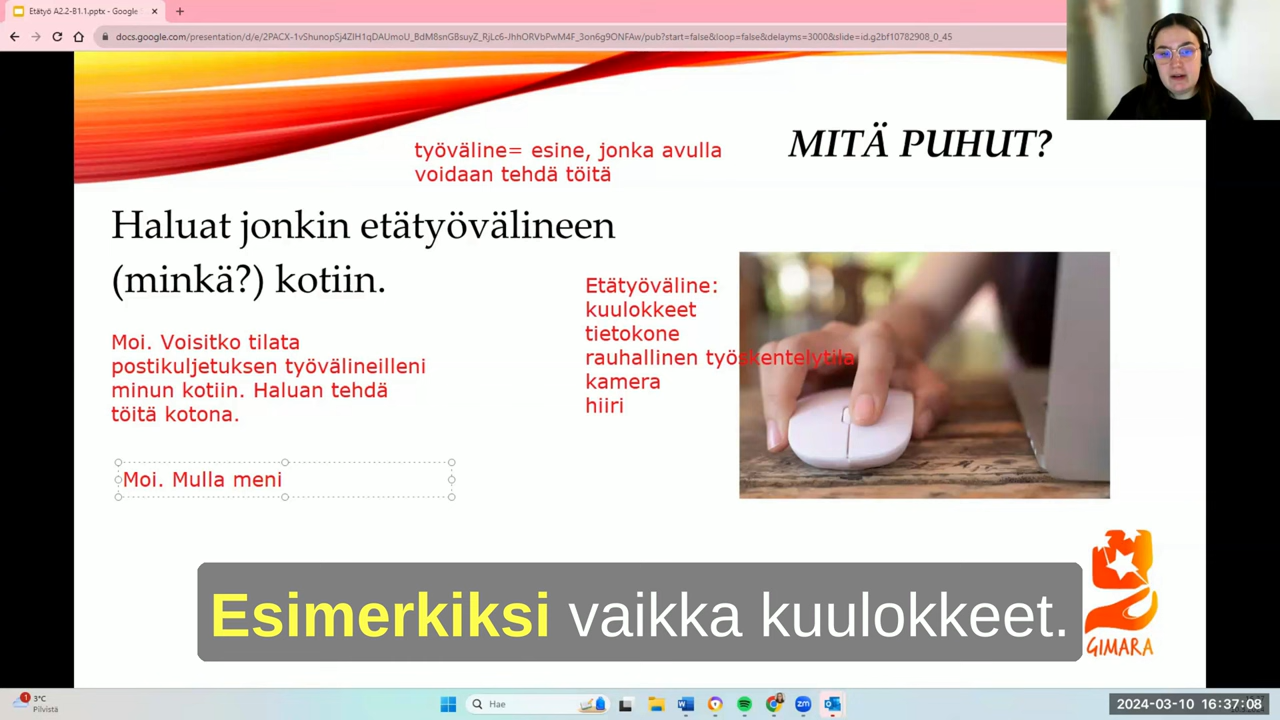 Etätyö A2.2-B1.1.pptx - Google
docs.google.com/presentation/d/e/2PACX-1vShunopSj4ZIH1qDAUmoU_BdM8snGBsuyZ_RjLc6-JhhORVbPwM4F_3on6g9ONFAw/pub?start=false&loop=false&delayms=3000&slide=id.g2bf10782908_0_45
työväline= esine, jonka avulla
voidaan tehdä töitä
MITÄ PUHUT?
Haluat jonkin etätyövälineen
(minkä?) kotiin.
Etätyöväline:
kuulokkeet
tietokone
rauhallinen työskentelytila
kamera
hiiri
Moi. Voisitko tilata
postikuljetuksen työvälineilleni
minun kotiin. Haluan tehdä
töitä kotona.
Moi. Mulla meni
Esimerkiksi vaikka kuulokkeet.
GIMARA
1
3°C
Pilvistä
Hae
zm
2024-03-10 16:37:08